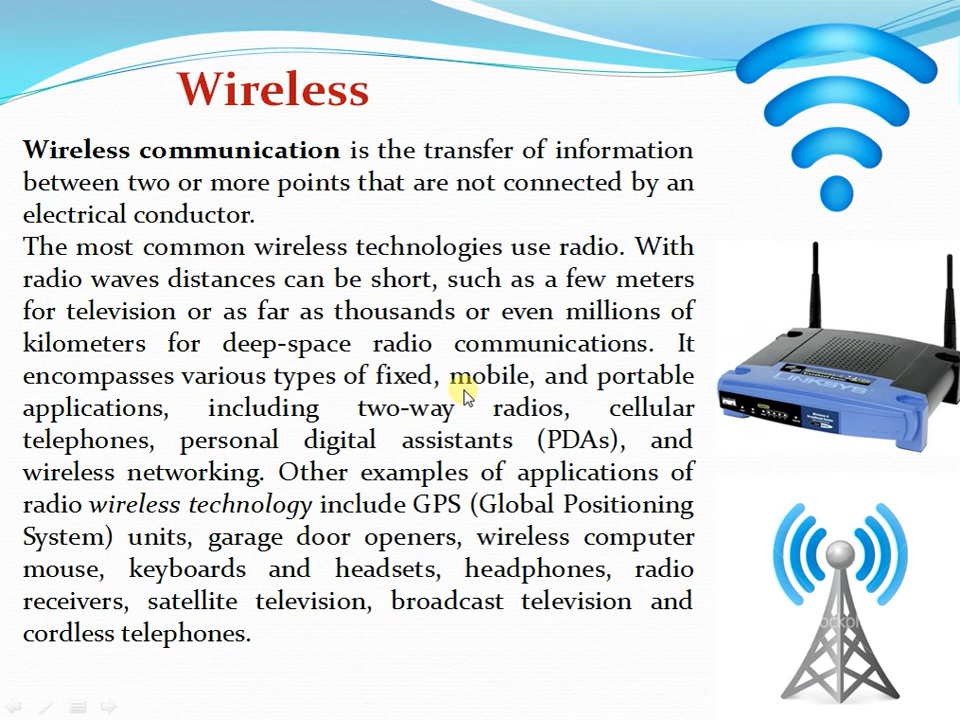 Wireless
Wireless communication is the transfer of information
between two or more points that are not connected by an
electrical conductor.
The most common wireless technologies use radio. With
radio waves distances can be short, such as a few meters
for television or as far as thousands or even millions of
kilometers for deep-space radio communications. It
encompasses various types of fixed, mobile, and portable
applications, including two-way radios, cellular
telephones, personal digital assistants (PDAs), and
wireless networking. Other examples of applications of
radio wireless technology include GPS (Global Positioning
System) units, garage door openers, wireless computer
mouse, keyboards and headsets, headphones, radio
receivers, satellite television, broadcast television and
cordless telephones.
LINKSYS